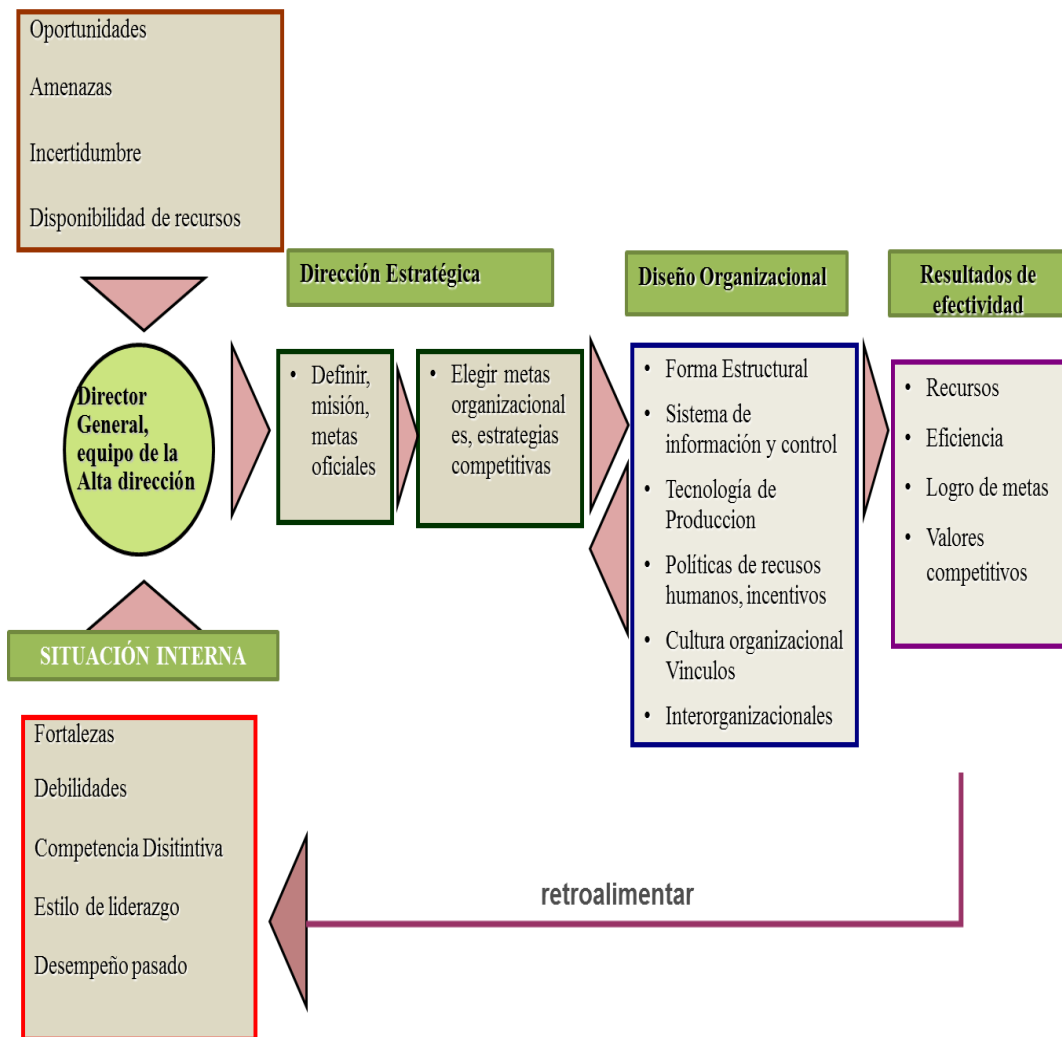 Oportunidades
Amenazas
Incertidumbre
Disponibilidad de recursos
Dirección Estratégica
Diseño Organizacional
Resultados de
efectividad
Director
General,
equipo de la
Alta dirección
• Definir,
misión,
metas
oficiales
• Elegir metas
organizacional
es, estrategias
competitivas
• Forma Estructural
• Sistema de
información y control
• Tecnología de
Produccion
• Políticas de recusos
humanos, incentivos
• Cultura organizacional
Vinculos
• Interorganizacionales
• Recursos
• Eficiencia
• Logro de metas
• Valores
competitivos
SITUACIÓN INTERNA
Fortalezas
Debilidades
Competencia Disitintiva
Estilo de liderazgo
Desempeño pasado
retroalimentar